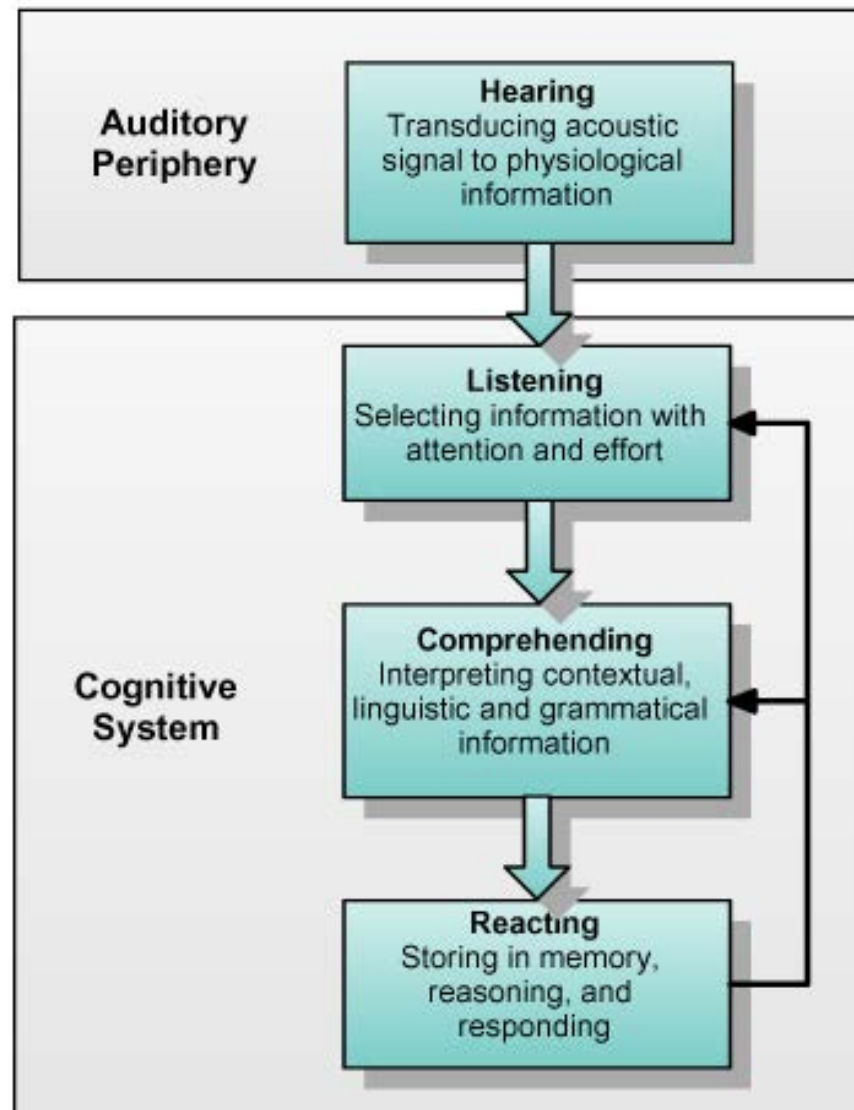 Auditory
Periphery
Hearing
Transducing acoustic
signal to physiological
information
Cognitive
System
Listening
Selecting information with
attention and effort
Comprehending
Interpreting contextual,
linguistic and grammatical
information
Reacting
Storing in memory,
reasoning, and
responding